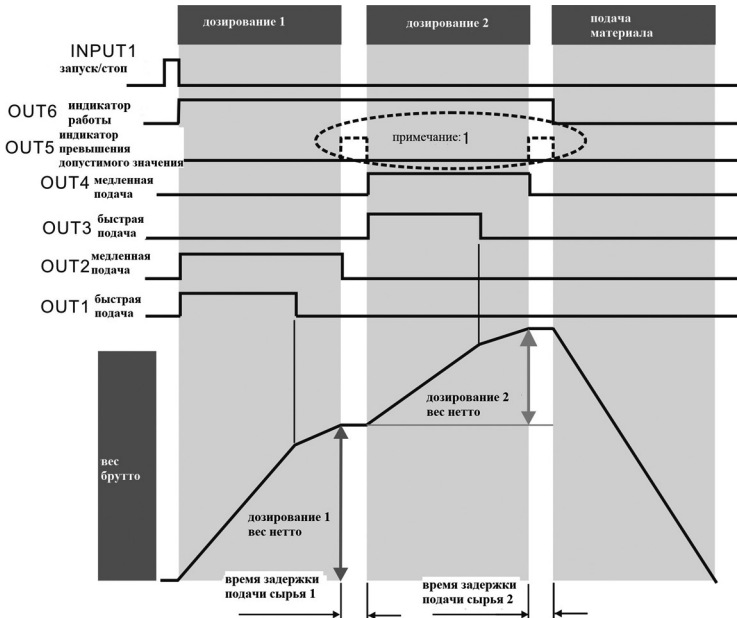 дозирование 1
дозирование 2
подача
материала
INPUT1
запуск/стоп
OUT6 индикатор
работы
OUT5 индикатор
превышения
допустимого значения
примечание: 1
OUT4 медленная
подача
OUT3 быстрая
подача
OUT2 медленная
подача
OUT1 быстрая
подача
дозирование 2
вес нетто
вес
брутто
дозирование 1
вес нетто
время задержки
подачи сырья 1
время задержки
подачи сырья 2